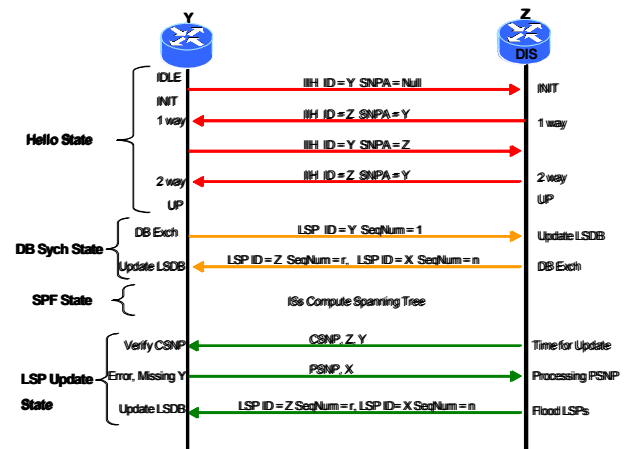 Y
Z
DIS
IDLE
IIH ID = Y SNPA = Null
INIT
INIT
1 way
IIH ID = Z SNPA = Y
1 way
Hello State
IIH ID = Y SNPA = Z
2 way
IIH ID = Z SNPA = Y
2 way
UP
UP
DB Exch
LSP ID = Y SeqNum = 1
Update LSDB
DB Sych State
Update LSDB
LSP ID = Z SeqNum = r, LSP ID = X SeqNum = n
DB Exch
SPF State
ISs Compute Spanning Tree
Verify CSNP
CSNP, Z, Y
Time for Update
LSP Update State
Error, Missing Y
PSNP, X
Processing PSNP
Update LSDB
LSP ID = Z SeqNum = r, LSP ID= X SeqNum = n
Flood LSPs